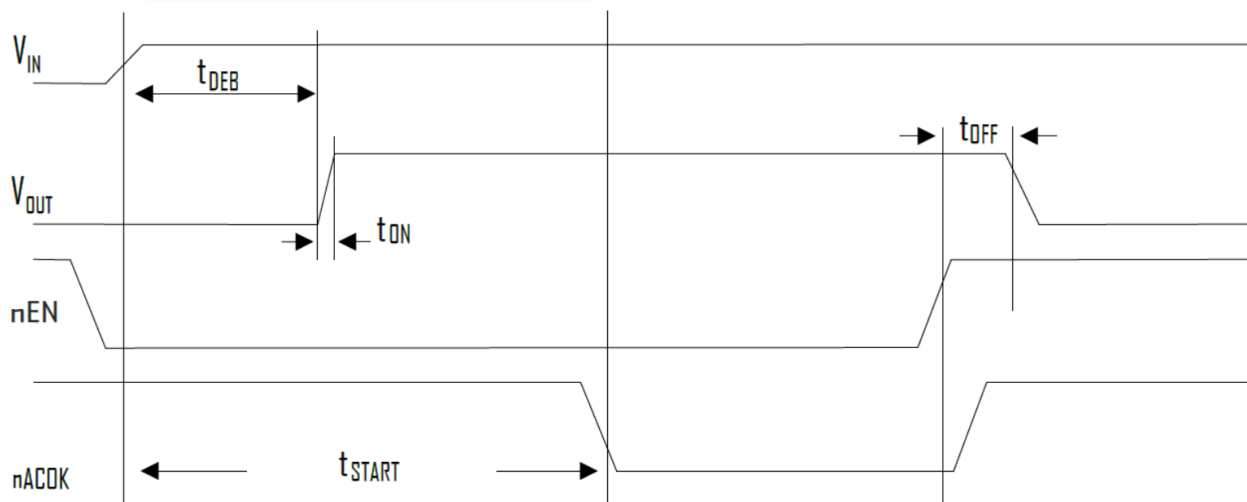 VIN
tDEB
tOFF
VOUT
tON
nEN
tSTART
nACOK